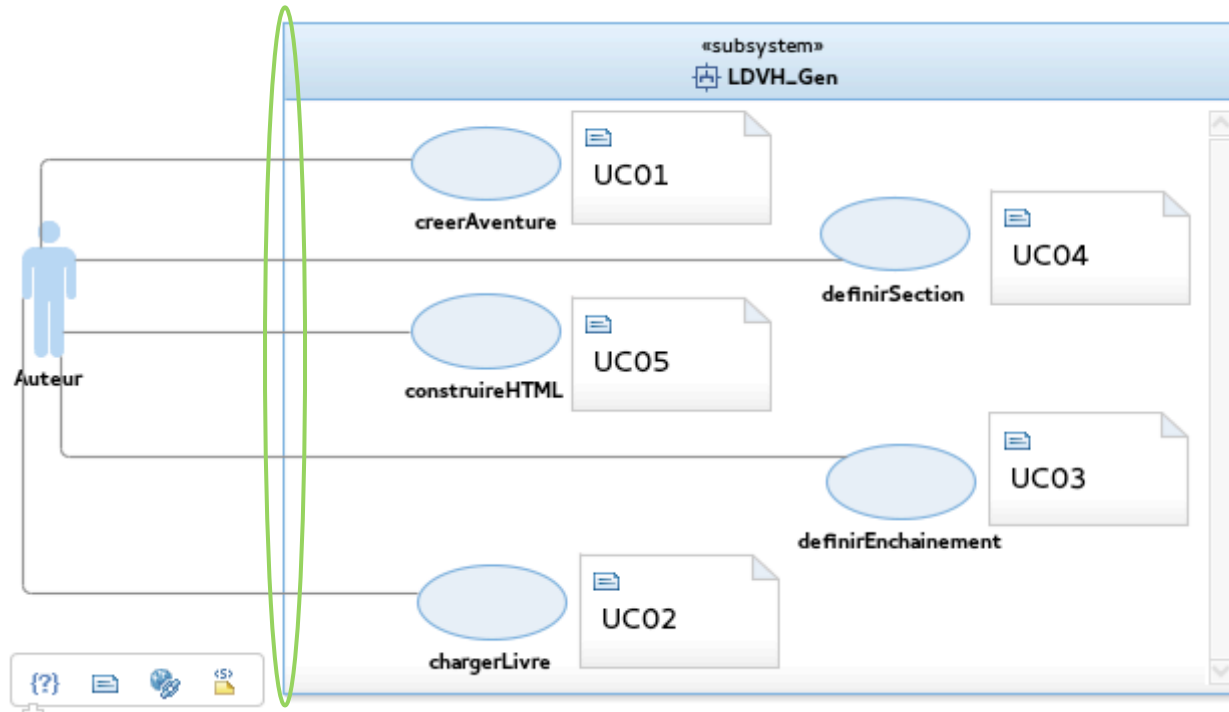 «subsystem»
LDVH_Gen
UC01
creerAventure
UC04
definirSection
UC05
Auteur
construireHTML
UC03
definirEnchainement
UC02
chargerLivre
{?}
<S>